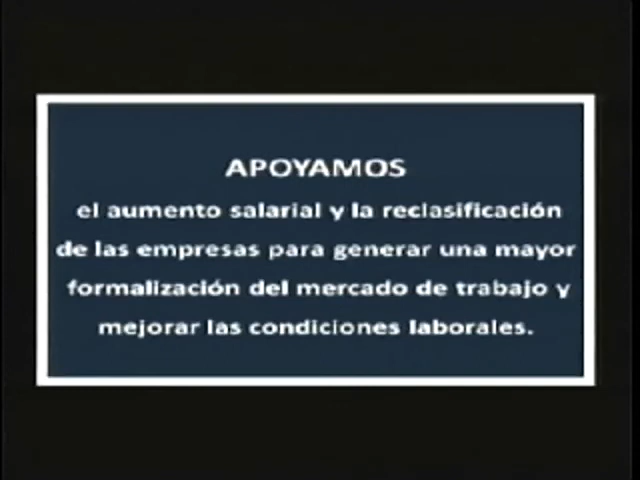 APOYAMOS
el aumento salarial y la reclasificación
de las empresas para generar una mayor
formalización del mercado de trabajo y
mejorar las condiciones laborales.